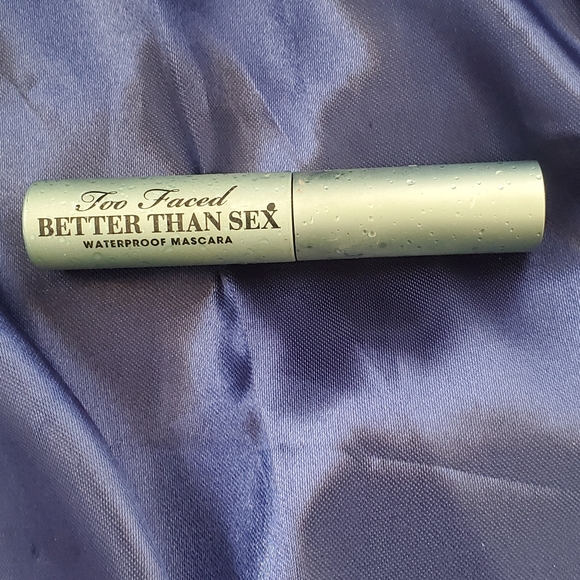 Too Faced
BETTER THAN SEX
WATERPROOF MASCARA